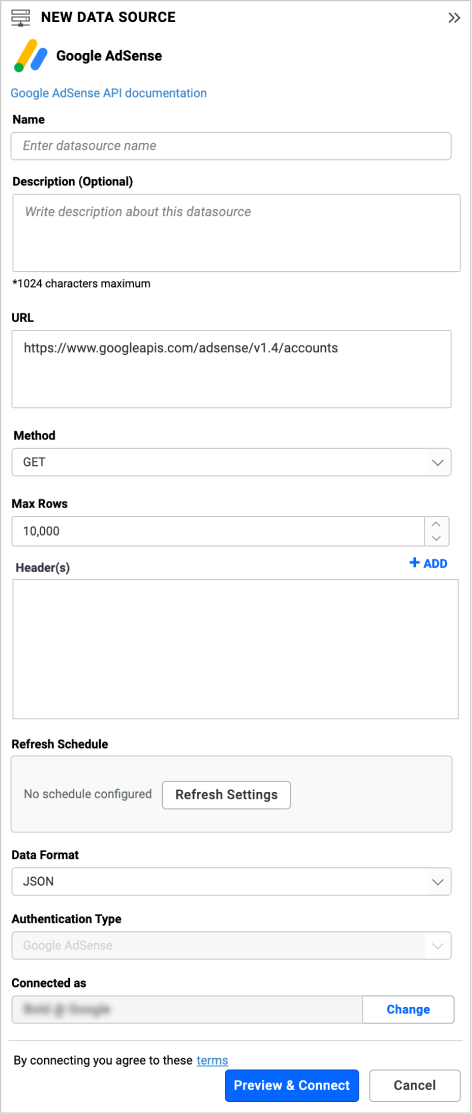 NEW DATA SOURCE
Google AdSense
Google AdSense API documentation
Name
Enter datasource name
Description (Optional)
Write description about this datasource
*1024 characters maximum
URL
https://www.googleapis.com/adsense/v1.4/accounts
Method
GET
Max Rows
10,000
Header(s)
+ ADD
Refresh Schedule
No schedule configured Refresh Settings
Data Format
JSON
Authentication Type
Google AdSense
Connected as
Change
By connecting you agree to these terms
Preview & Connect Cancel